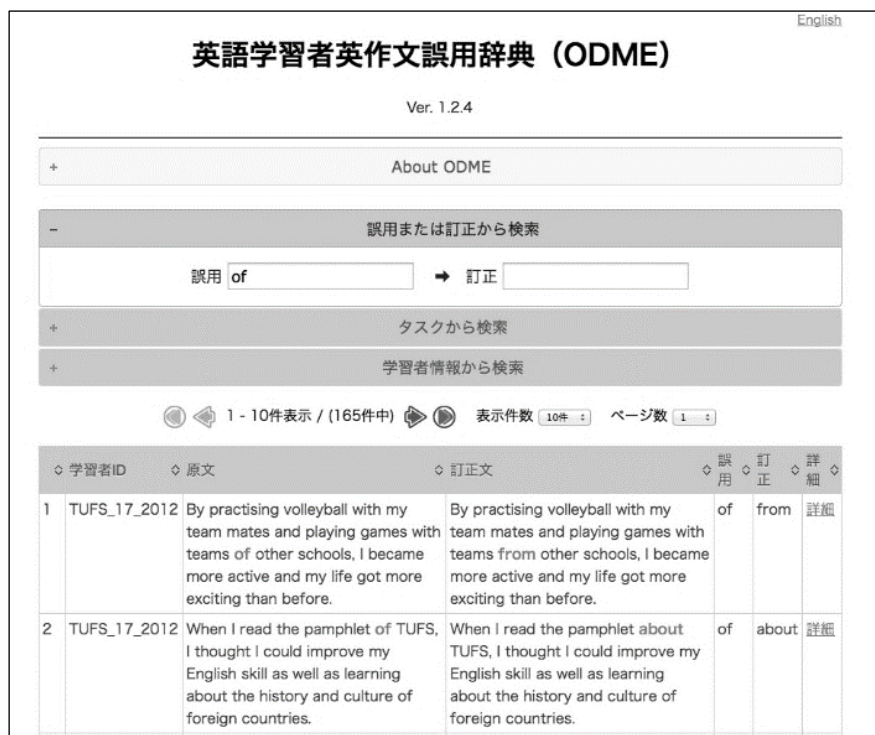 English
英語学習者英作文誤用辞典（ODME）
Ver. 1.2.4
+ About ODME
− 誤用または訂正から検索
誤用 of ➡ 訂正
+ タスクから検索
+ 学習者情報から検索
1 - 10件表示 / (165件中) 表示件数 10件 ページ数 1
学習者ID 原文 訂正文 誤用 訂正 詳細
1 TUFS_17_2012 By practising volleyball with my By practising volleyball with my of from 詳細
team mates and playing games with team mates and playing games with
teams of other schools, I became teams from other schools, I became
more active and my life got more more active and my life got more
exciting than before. exciting than before.
2 TUFS_17_2012 When I read the pamphlet of TUFS, When I read the pamphlet about of about 詳細
I thought I could improve my TUFS, I thought I could improve my
English skill as well as learning English skill as well as learning
about the history and culture of about the history and culture of
foreign countries. foreign countries.